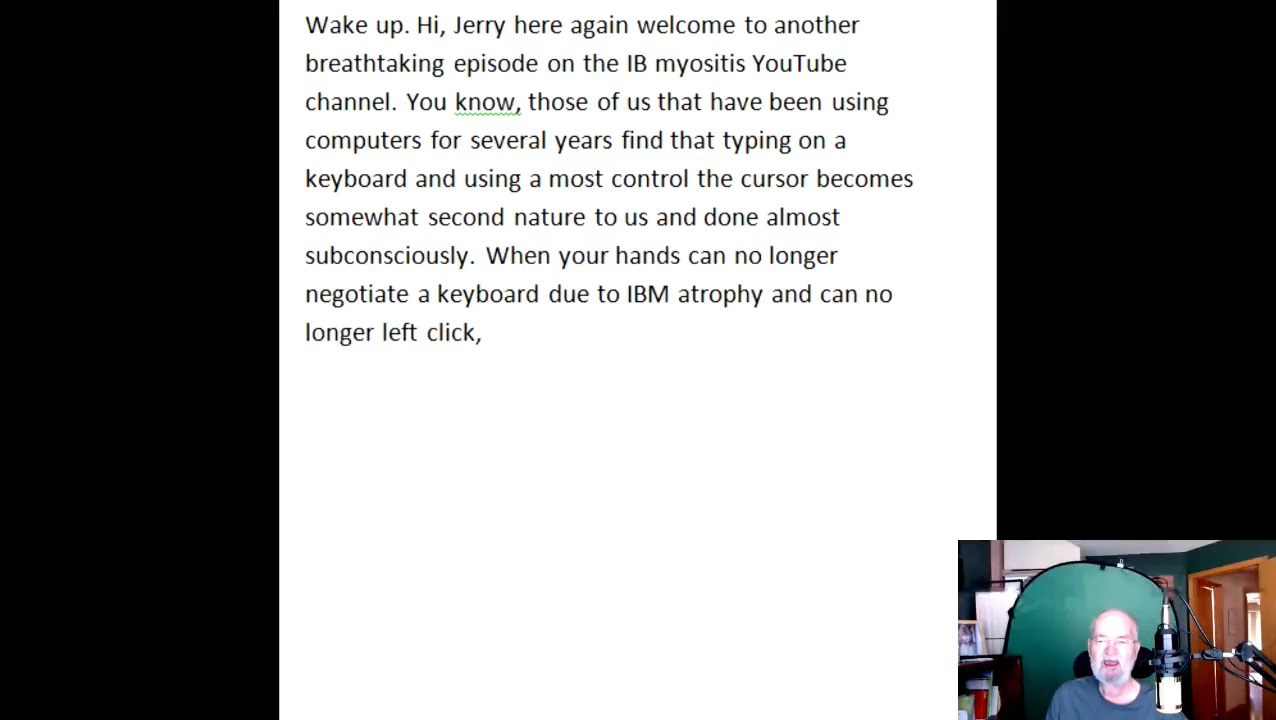 Wake up. Hi, Jerry here again welcome to another
breathtaking episode on the IB myositis YouTube
channel. You know, those of us that have been using
computers for several years find that typing on a
keyboard and using a most control the cursor becomes
somewhat second nature to us and done almost
subconsciously. When your hands can no longer
negotiate a keyboard due to IBM atrophy and can no
longer left click,